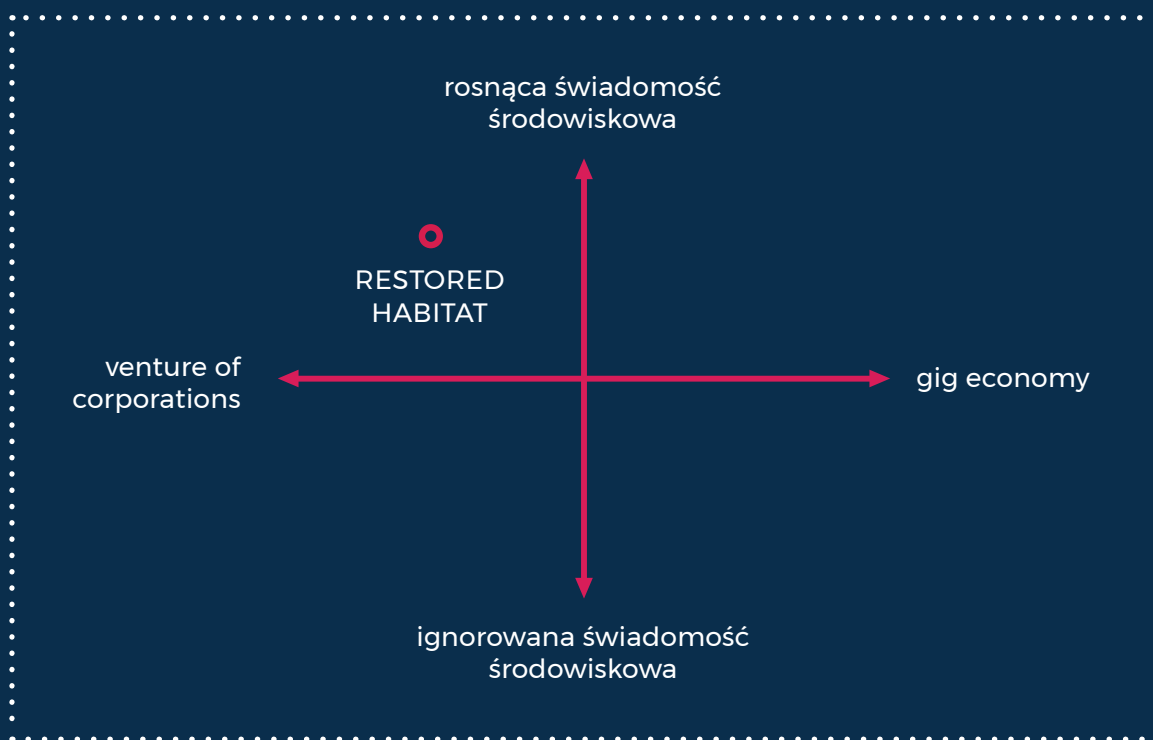 rosnąca świadomość
środowiskowa
RESTORED
HABITAT
venture of
corporations
gig economy
ignorowana świadomość
środowiskowa